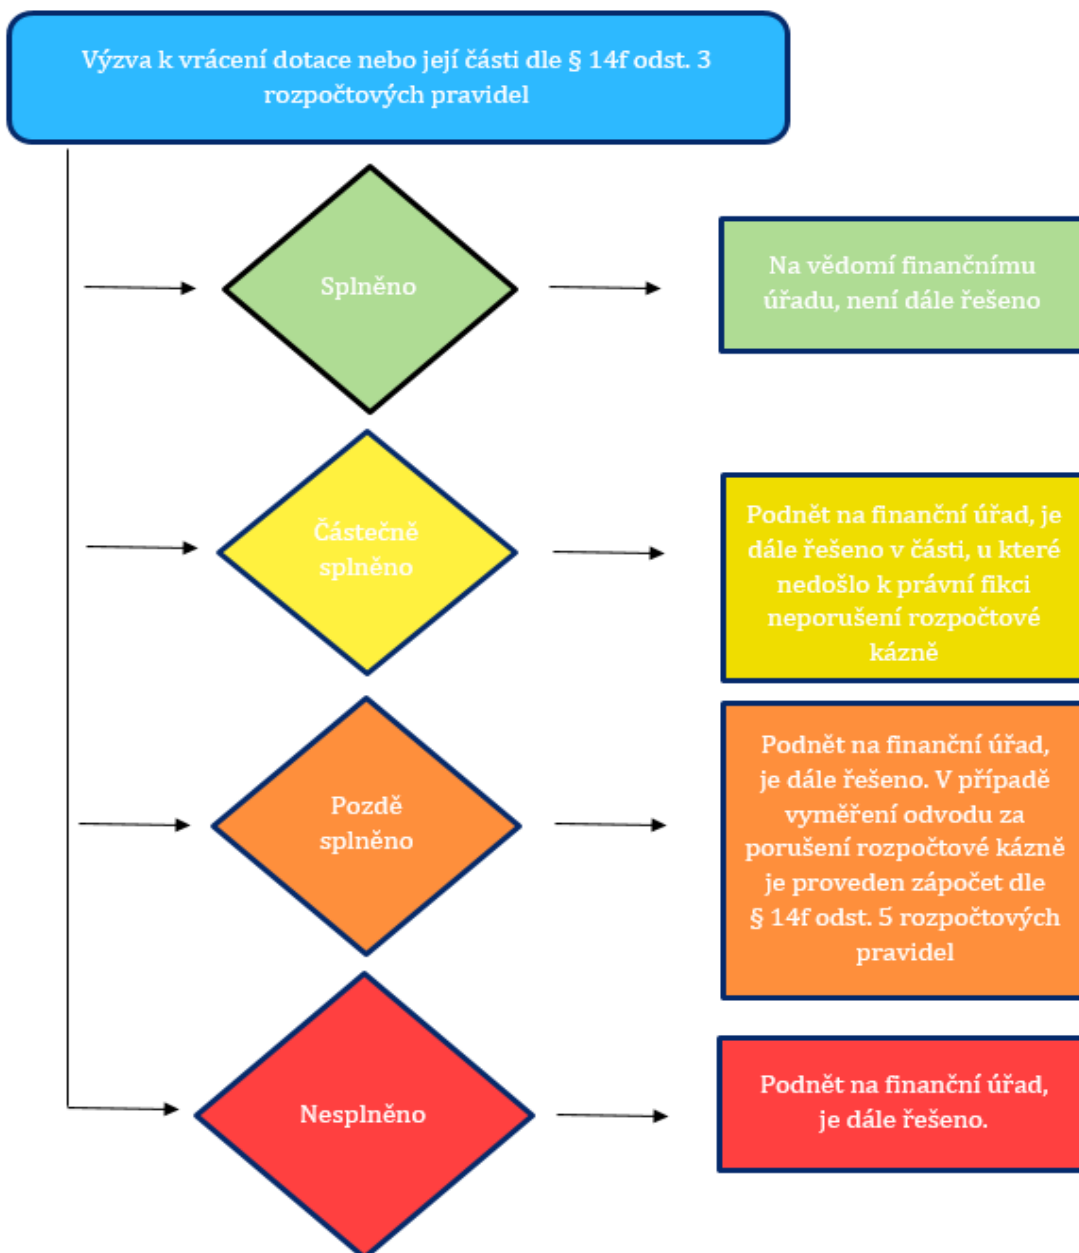 Výzva k vrácení dotace nebo její části dle § 14f odst. 3
rozpočtových pravidel
Splněno
Na vědomí finančnímu
úřadu, není dále řešeno
Částečně
splněno
Podnět na finanční úřad, je
dále řešeno v části, u které
nedošlo k právní fikci
neporušení rozpočtové
kázně
Pozdě
splněno
Podnět na finanční úřad,
je dále řešeno. V případě
vyměření odvodu za
porušení rozpočtové kázně
je proveden zápočet dle
§ 14f odst. 5 rozpočtových
pravidel
Nesplněno
Podnět na finanční úřad,
je dále řešeno.